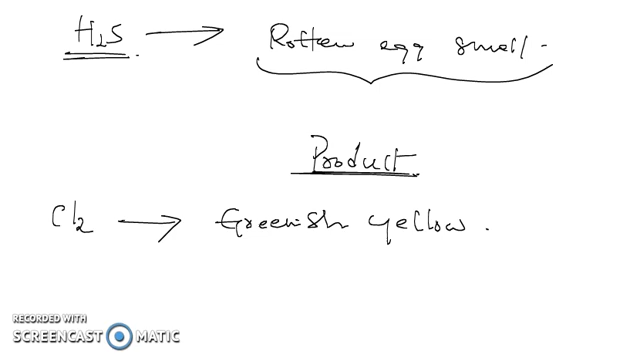 H₂S → Rotten egg smell.
Product
Cl₂ → Greenish yellow.
RECORDED WITH
SCREENCAST MATIC